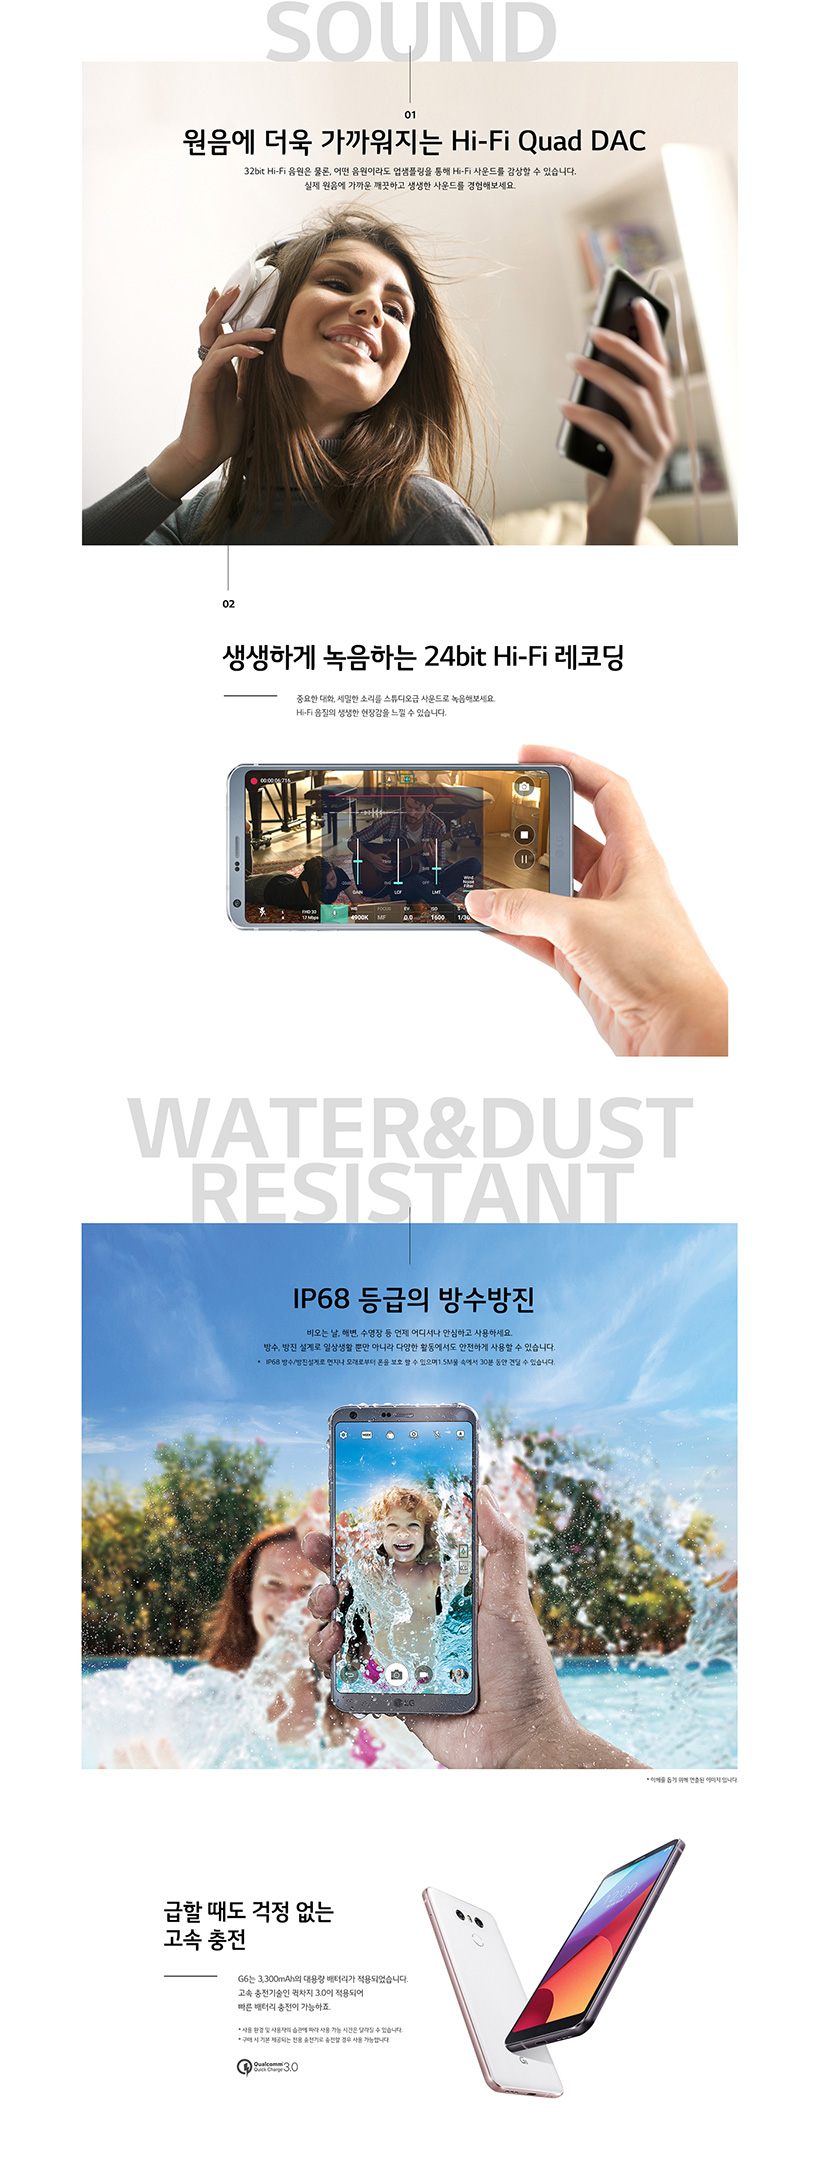 SOUND
01
원음에 더욱 가까워지는 Hi-Fi Quad DAC
32bit Hi-Fi 음원은 물론, 어떤 음원이라도 업샘플링을 통해 Hi-Fi 사운드를 감상할 수 있습니다.
실제 원음에 가까운 깨끗하고 생생한 사운드를 경험해보세요.
02
생생하게 녹음하는 24bit Hi-Fi 레코딩
중요한 대화, 세밀한 소리를 스튜디오급 사운드로 녹음해보세요.
Hi-Fi 음질의 생생한 현장감을 느낄 수 있습니다.
00:00:06:716
GAIN LCF LMT
Wind
Noise
Filter
FHD 30
17 Mbps
WB FOCUS EV ISO S
4900K MF 0.0 1600 1/30
WATER&DUST
RESISTANT
IP68 등급의 방수방진
비오는 날, 해변, 수영장 등 언제 어디서나 안심하고 사용하세요.
방수, 방진 설계로 일상생활 뿐만 아니라 다양한 활동에서도 안전하게 사용할 수 있습니다.
* IP68 방수/방진설계로 먼지나 모래로부터 폰을 보호 할 수 있으며1.5M물 속에서 30분 동안 견딜 수 있습니다.
LG
* 이해를 돕기 위해 연출된 이미지 입니다.
급할 때도 걱정 없는
고속 충전
G6는 3,300mAh의 대용량 배터리가 적용되었습니다.
고속 충전기술인 퀵차지 3.0이 적용되어
빠른 배터리 충전이 가능하죠.
* 사용 환경 및 사용자의 습관에 따라 사용 가능 시간은 달라질 수 있습니다.
* 구매 시 기본 제공되는 전용 충전기로 충전할 경우 사용 가능합니다.
Qualcomm
Quick Charge 3.0
12:00
G6